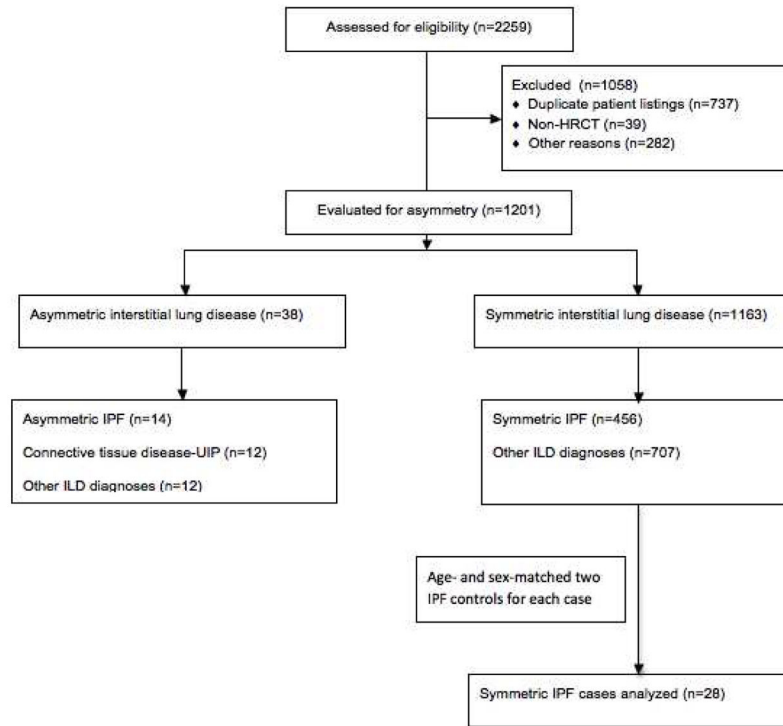 Assessed for eligibility (n=2259)
Excluded  (n=1058)
♦ Duplicate patient listings (n=737)
♦ Non-HRCT (n=39)
♦ Other reasons (n=282)
Evaluated for asymmetry (n=1201)
Asymmetric interstitial lung disease (n=38)
Symmetric interstitial lung disease (n=1163)
Asymmetric IPF (n=14)
Connective tissue disease-UIP (n=12)
Other ILD diagnoses (n=12)
Symmetric IPF (n=456)
Other ILD diagnoses (n=707)
Age- and sex-matched two
IPF controls for each case
Symmetric IPF cases analyzed (n=28)